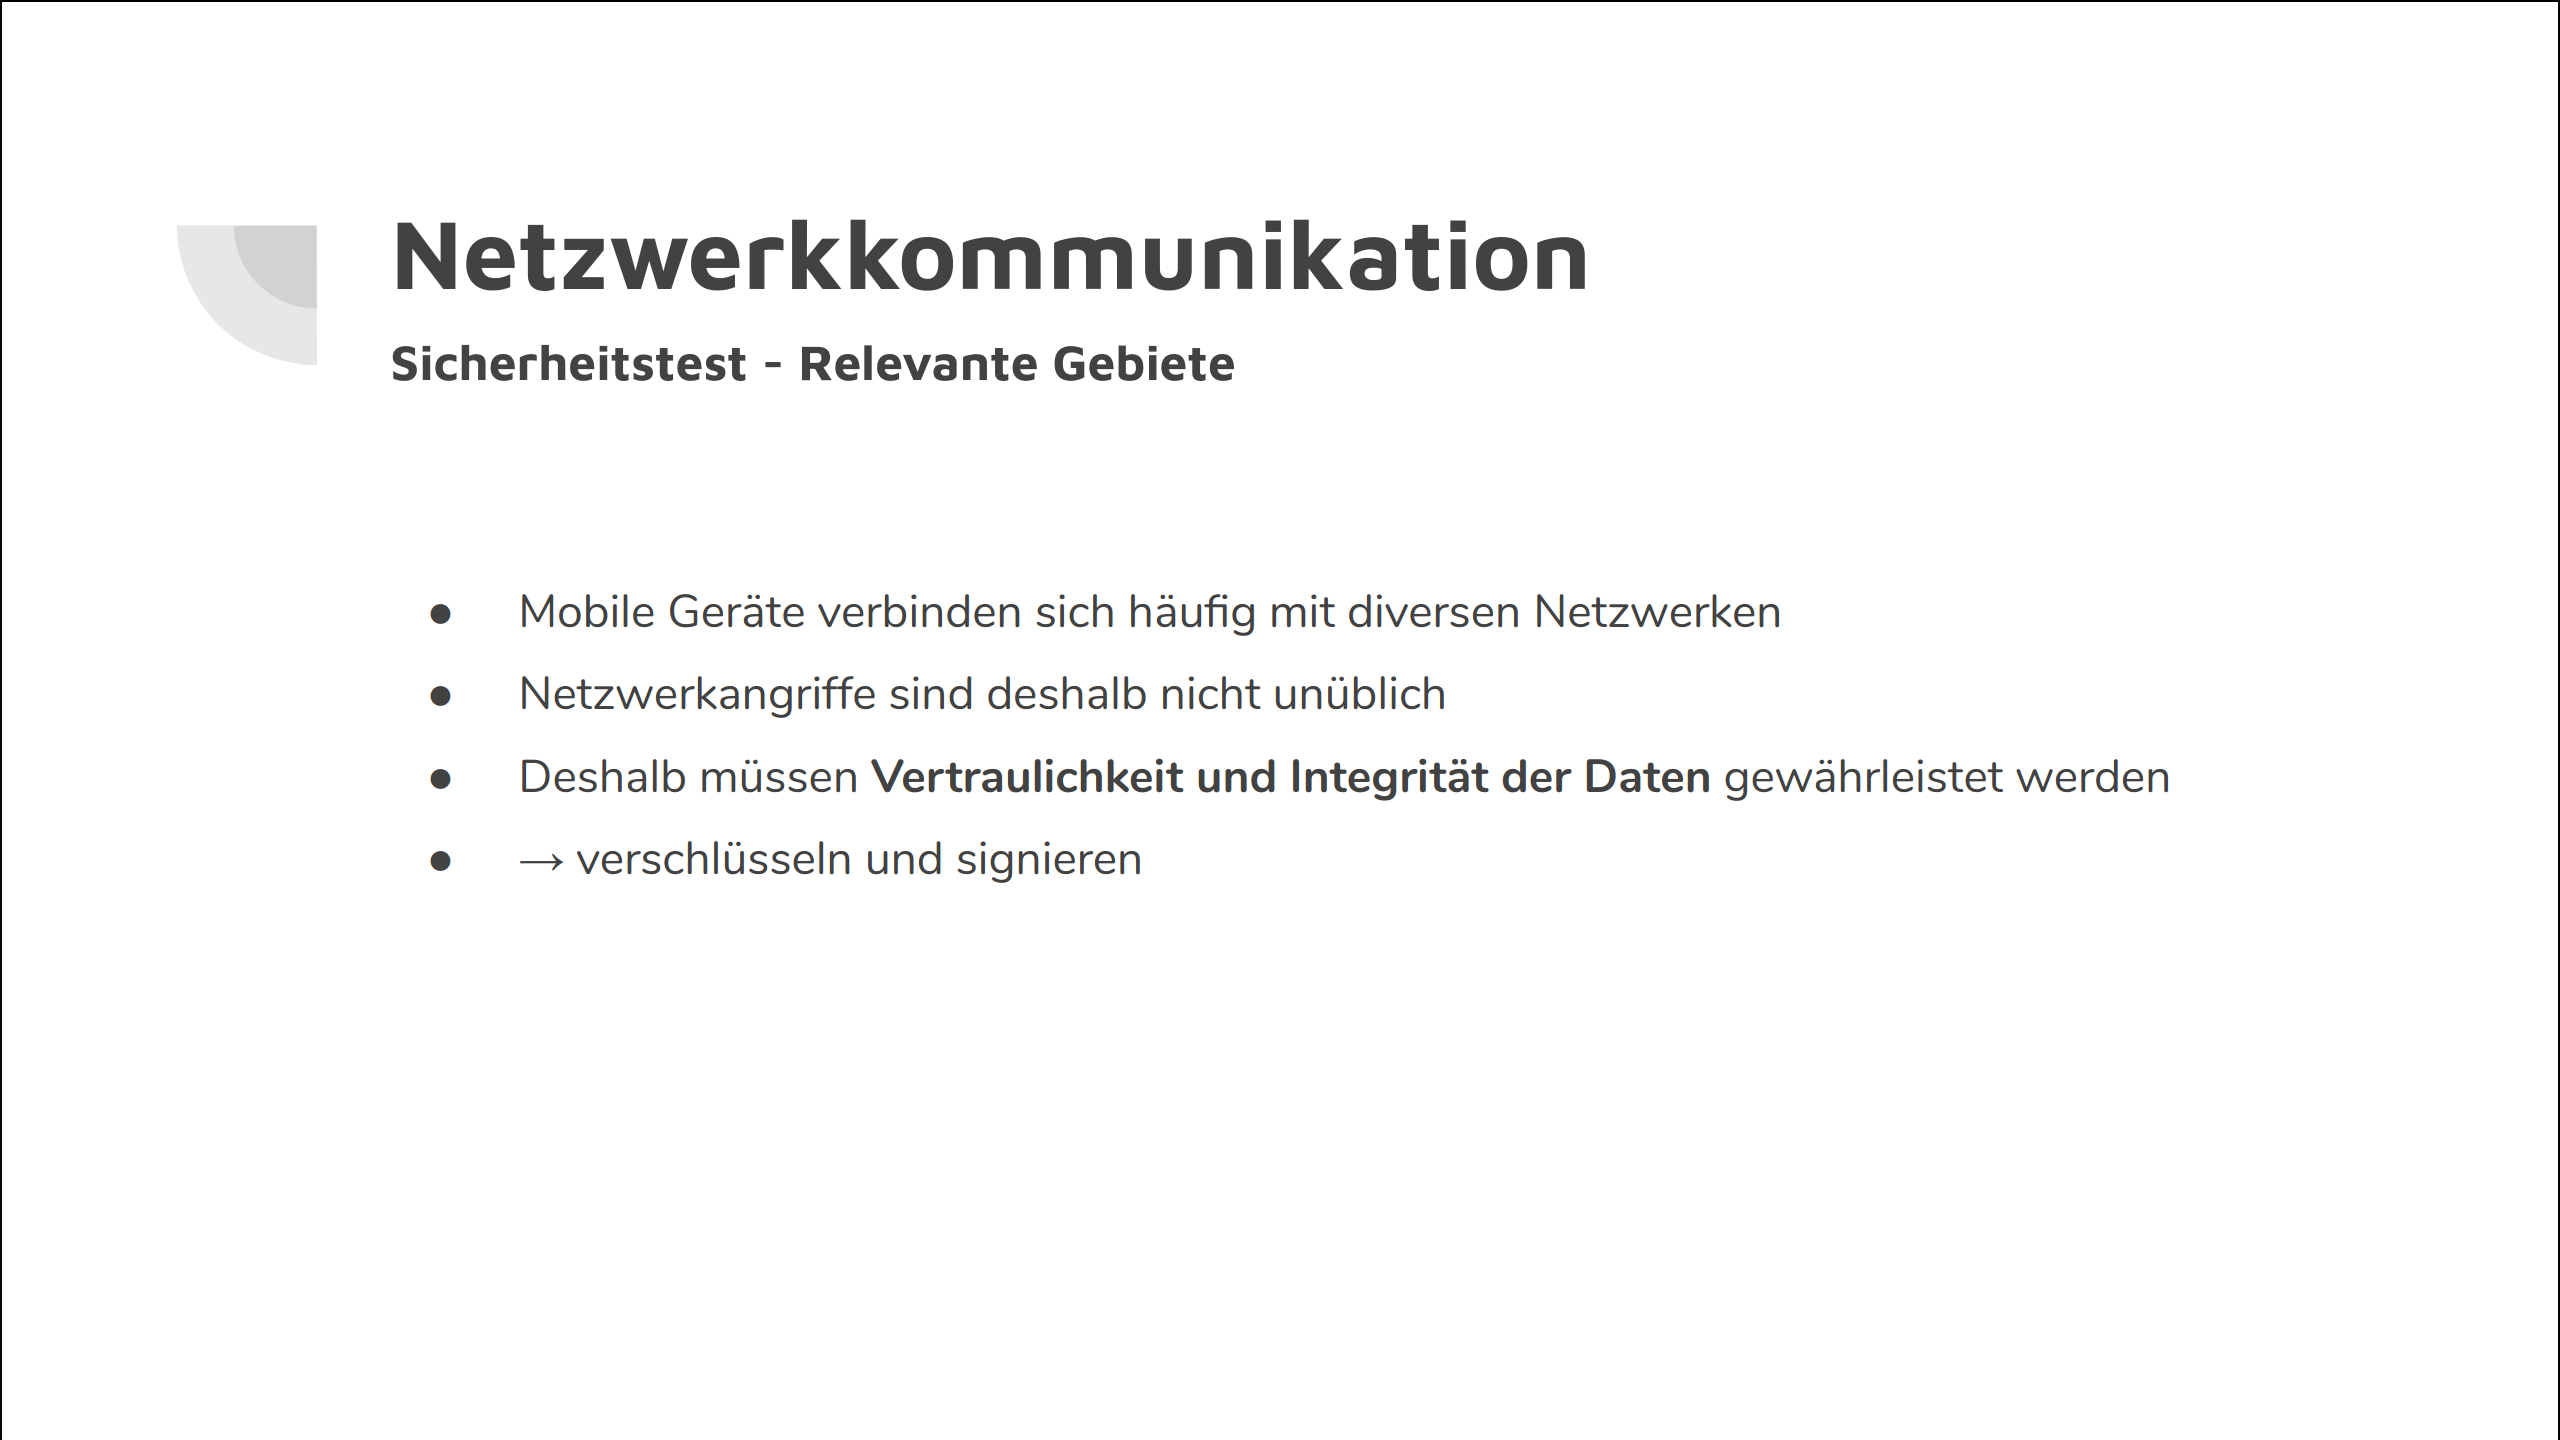 Netzwerkkommunikation
Sicherheitstest - Relevante Gebiete
● Mobile Geräte verbinden sich häufig mit diversen Netzwerken
● Netzwerkangriffe sind deshalb nicht unüblich
● Deshalb müssen Vertraulichkeit und Integrität der Daten gewährleistet werden
● → verschlüsseln und signieren